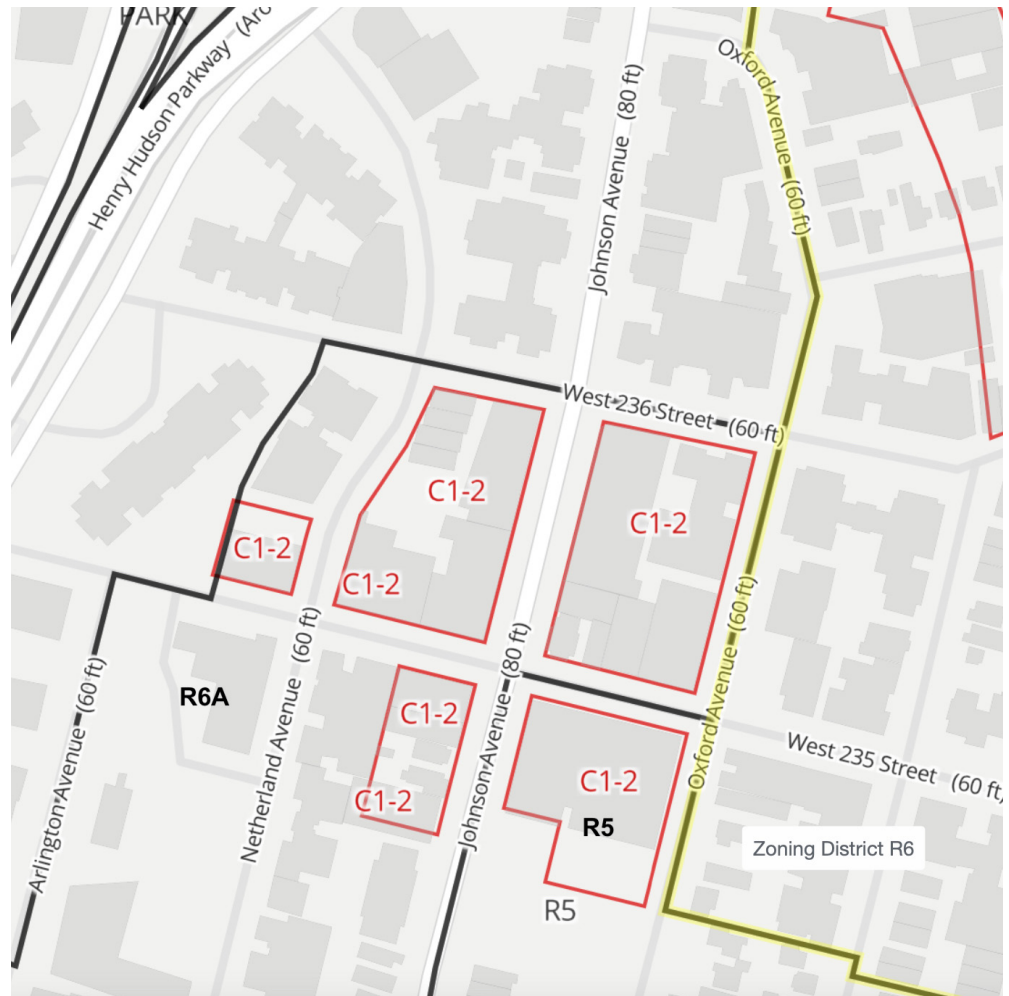 PARK
Henry Hudson Parkway (Aro
Johnson Avenue (80 ft)
Oxford Avenue (60 ft)
West 236 Street (60 ft)
C1-2
C1-2
C1-2
C1-2
R6A
Arlington Avenue (60 ft)
Netherland Avenue (60 ft)
C1-2
C1-2
Johnson Avenue (80 ft)
C1-2
R5
R5
Oxford Avenue (60 ft)
West 235 Street (60 ft)
Zoning District R6